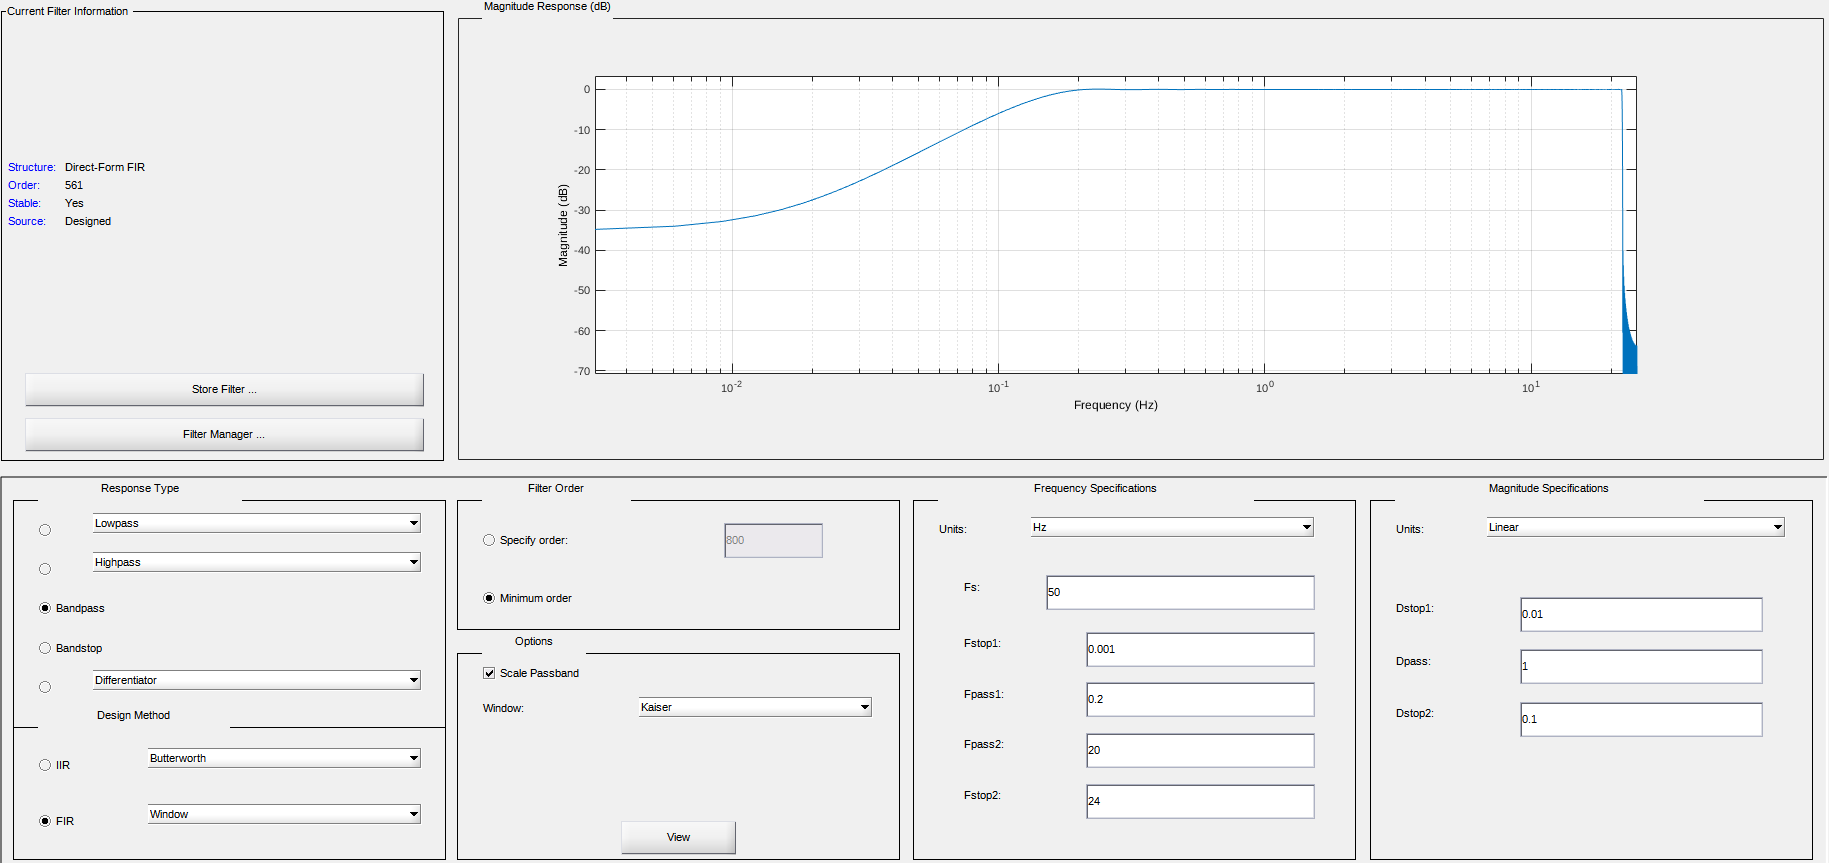 Current Filter Information
Structure: Direct-Form FIR
Order: 561
Stable: Yes
Source: Designed
Store Filter ...
Filter Manager ...
Magnitude Response (dB)
0
-10
-20
-30
-40
-50
-60
-70
Magnitude (dB)
10-2
10-1
100
101
Frequency (Hz)
Response Type
Lowpass
Highpass
Bandpass
Bandstop
Differentiator
Design Method
IIR Butterworth
FIR Window
Filter Order
Specify order: 800
Minimum order
Options
Scale Passband
Window: Kaiser
View
Frequency Specifications
Units: Hz
Fs: 50
Fstop1: 0.001
Fpass1: 0.2
Fpass2: 20
Fstop2: 24
Magnitude Specifications
Units: Linear
Dstop1: 0.01
Dpass: 1
Dstop2: 0.1